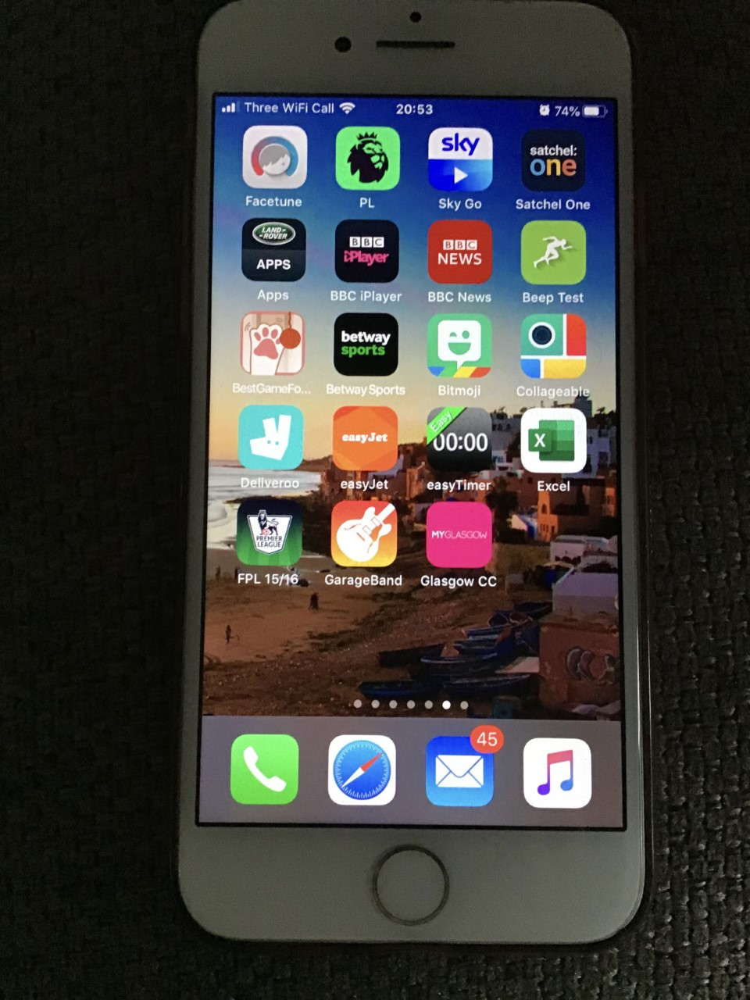 Three WiFi Call 20:53 74%
sky satchel:
one
Facetune PL Sky Go Satchel One
LAND-
-ROVER BBC BBC
APPS iPlayer NEWS
Apps BBC iPlayer BBC News Beep Test
betway
sports
BestGameFo... Betway Sports Bitmoji Collageable
easyJet Easy 00:00 X
Deliveroo easyJet easyTimer Excel
PREMIER
LEAGUE MYGLASGOW
FPL 15/16 GarageBand Glasgow CC
45